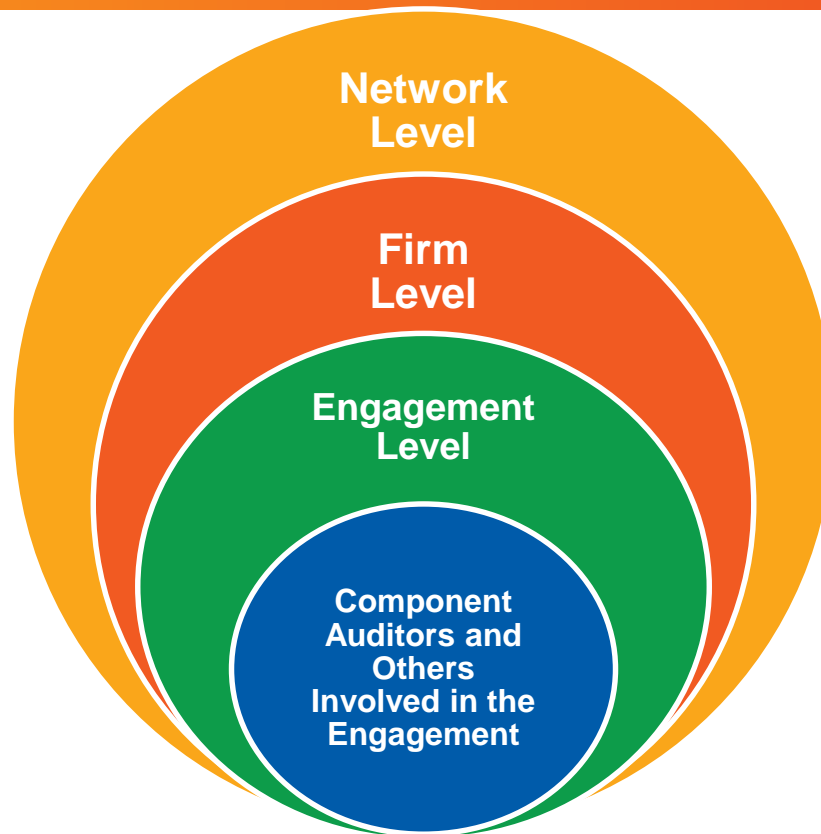 Network
Level
Firm
Level
Engagement
Level
Component
Auditors and
Others
Involved in the
Engagement